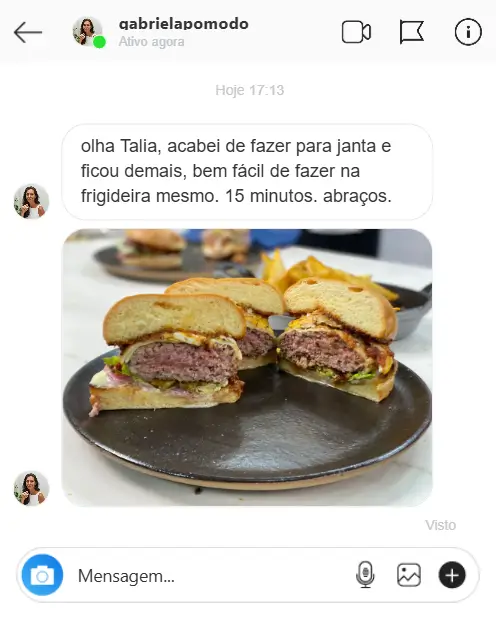 gabrielapomodo
Ativo agora
Hoje 17:13
olha Talia, acabei de fazer para janta e
ficou demais, bem fácil de fazer na
frigideira mesmo. 15 minutos. abraços.
Visto
Mensagem...